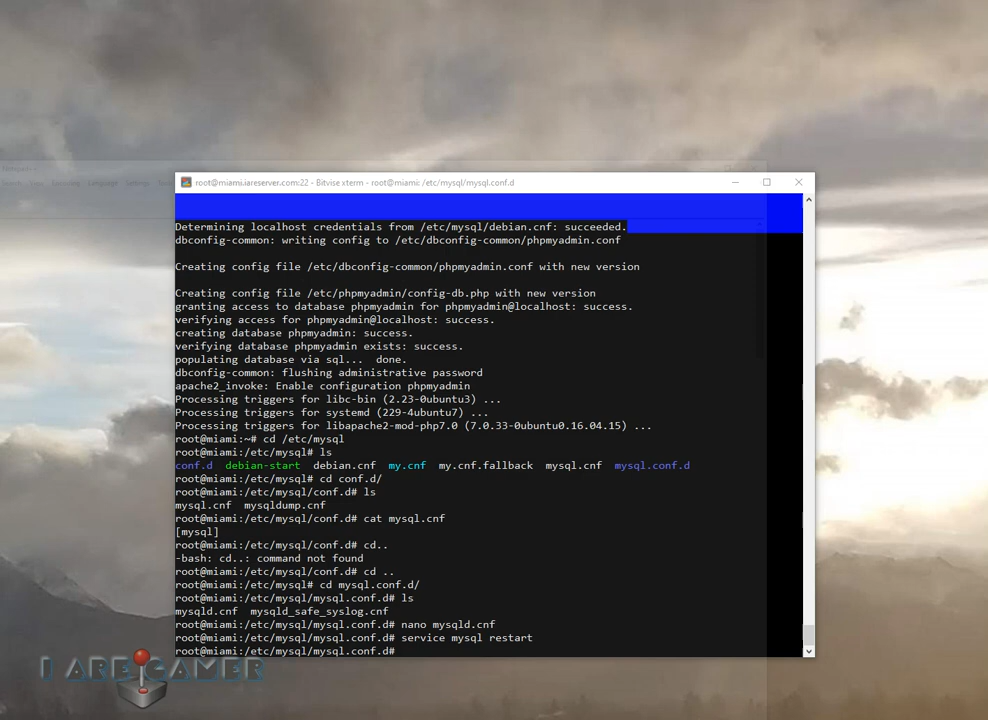 root@miami.iareserver.com:22 - Bitvise xterm - root@miami: /etc/mysql/mysql.conf.d
Determining localhost credentials from /etc/mysql/debian.cnf: succeeded.
dbconfig-common: writing config to /etc/dbconfig-common/phpmyadmin.conf
Creating config file /etc/dbconfig-common/phpmyadmin.conf with new version
Creating config file /etc/phpmyadmin/config-db.php with new version
granting access to database phpmyadmin for phpmyadmin@localhost: success.
verifying access for phpmyadmin@localhost: success.
creating database phpmyadmin: success.
verifying database phpmyadmin exists: success.
populating database via sql...  done.
dbconfig-common: flushing administrative password
apache2_invoke: Enable configuration phpmyadmin
Processing triggers for libc-bin (2.23-0ubuntu3) ...
Processing triggers for systemd (229-4ubuntu7) ...
Processing triggers for libapache2-mod-php7.0 (7.0.33-0ubuntu0.16.04.15) ...
root@miami:~# cd /etc/mysql
root@miami:/etc/mysql# ls
conf.d  debian-start  debian.cnf  my.cnf  my.cnf.fallback  mysql.cnf  mysql.conf.d
root@miami:/etc/mysql# cd conf.d/
root@miami:/etc/mysql/conf.d# ls
mysql.cnf  mysqldump.cnf
root@miami:/etc/mysql/conf.d# cat mysql.cnf
[mysql]
root@miami:/etc/mysql/conf.d# cd..
-bash: cd..: command not found
root@miami:/etc/mysql/conf.d# cd ..
root@miami:/etc/mysql# cd mysql.conf.d/
root@miami:/etc/mysql/mysql.conf.d# ls
mysqld.cnf  mysqld_safe_syslog.cnf
root@miami:/etc/mysql/mysql.conf.d# nano mysqld.cnf
root@miami:/etc/mysql/mysql.conf.d# service mysql restart
root@miami:/etc/mysql/mysql.conf.d#
I ARE GAMER